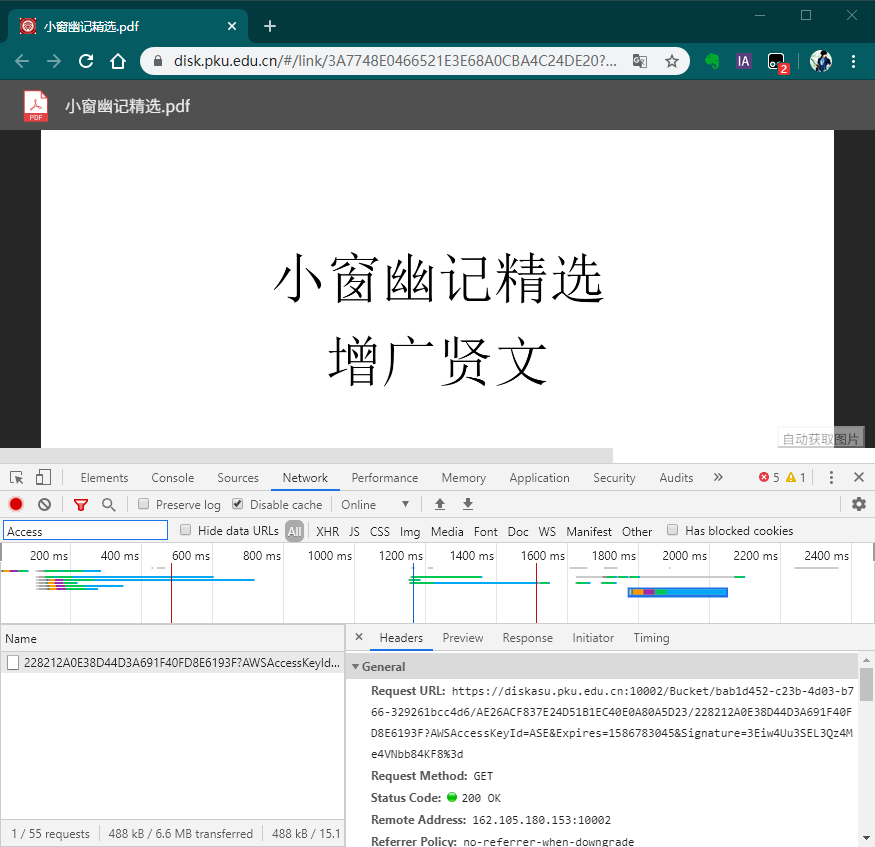 小窗幽记精选.pdf
disk.pku.edu.cn/#/link/3A7748E0466521E3E68A0CBA4C24DE20?...
IA
2
PDF
小窗幽记精选.pdf
小窗幽记精选
增广贤文
自动获取图片
Elements Console Sources Network Performance Memory Application Security Audits » 5 1
Preserve log Disable cache Online
Access Hide data URLs All XHR JS CSS Img Media Font Doc WS Manifest Other Has blocked cookies
200 ms 400 ms 600 ms 800 ms 1000 ms 1200 ms 1400 ms 1600 ms 1800 ms 2000 ms 2200 ms 2400 ms
Name
228212A0E38D44D3A691F40FD8E6193F?AWSAccessKeyId...
1 / 55 requests 488 kB / 6.6 MB transferred 488 kB / 15.1
Headers Preview Response Initiator Timing
General
Request URL: https://diskasu.pku.edu.cn:10002/Bucket/bab1d452-c23b-4d03-b7
66-329261bcc4d6/AE26ACF837E24D51B1EC40E0A80A5D23/228212A0E38D44D3A691F40F
D8E6193F?AWSAccessKeyId=ASE&Expires=1586783045&Signature=3Eiw4Uu3SEL3Qz4M
e4VNbb84KF8%3d
Request Method: GET
Status Code: 200 OK
Remote Address: 162.105.180.153:10002
Referrer Policy: no-referrer-when-downgrade